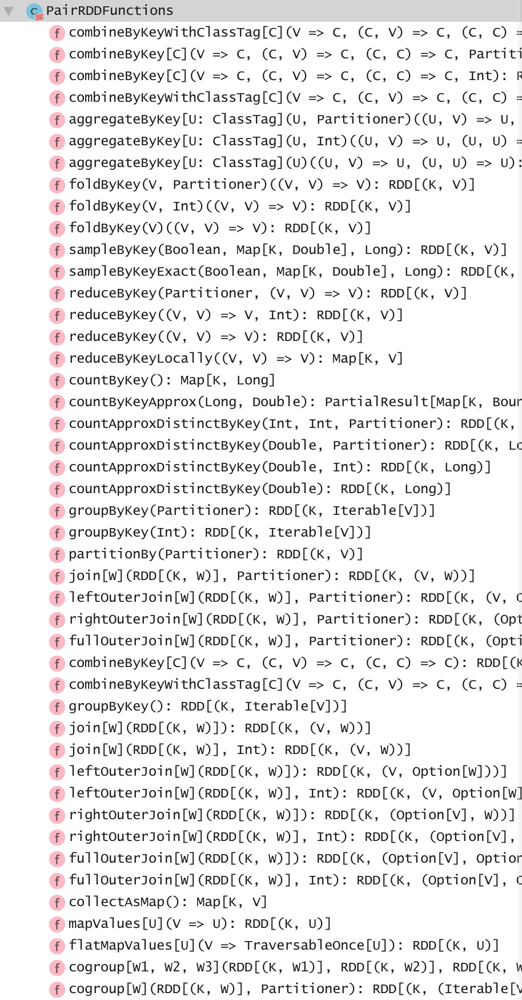 PairRDDFunctions
combineByKeyWithClassTag[C](V => C, (C, V) => C, (C, C) =
combineByKey[C](V => C, (C, V) => C, (C, C) => C, Partiti
combineByKey[C](V => C, (C, V) => C, (C, C) => C, Int): R
combineByKeyWithClassTag[C](V => C, (C, V) => C, (C, C) =
aggregateByKey[U: ClassTag](U, Partitioner)((U, V) => U,
aggregateByKey[U: ClassTag](U, Int)((U, V) => U, (U, U) =
aggregateByKey[U: ClassTag](U)((U, V) => U, (U, U) => U):
foldByKey(V, Partitioner)((V, V) => V): RDD[(K, V)]
foldByKey(V, Int)((V, V) => V): RDD[(K, V)]
foldByKey(V)((V, V) => V): RDD[(K, V)]
sampleByKey(Boolean, Map[K, Double], Long): RDD[(K, V)]
sampleByKeyExact(Boolean, Map[K, Double], Long): RDD[(K,
reduceByKey(Partitioner, (V, V) => V): RDD[(K, V)]
reduceByKey((V, V) => V, Int): RDD[(K, V)]
reduceByKey((V, V) => V): RDD[(K, V)]
reduceByKeyLocally((V, V) => V): Map[K, V]
countByKey(): Map[K, Long]
countByKeyApprox(Long, Double): PartialResult[Map[K, Boun
countApproxDistinctByKey(Int, Int, Partitioner): RDD[(K,
countApproxDistinctByKey(Double, Partitioner): RDD[(K, Lo
countApproxDistinctByKey(Double, Int): RDD[(K, Long)]
countApproxDistinctByKey(Double): RDD[(K, Long)]
groupByKey(Partitioner): RDD[(K, Iterable[V])]
groupByKey(Int): RDD[(K, Iterable[V])]
partitionBy(Partitioner): RDD[(K, V)]
join[W](RDD[(K, W)], Partitioner): RDD[(K, (V, W))]
leftOuterJoin[W](RDD[(K, W)], Partitioner): RDD[(K, (V, O
rightOuterJoin[W](RDD[(K, W)], Partitioner): RDD[(K, (Opt
fullOuterJoin[W](RDD[(K, W)], Partitioner): RDD[(K, (Opti
combineByKey[C](V => C, (C, V) => C, (C, C) => C): RDD[(K
combineByKeyWithClassTag[C](V => C, (C, V) => C, (C, C) =
groupByKey(): RDD[(K, Iterable[V])]
join[W](RDD[(K, W)]): RDD[(K, (V, W))]
join[W](RDD[(K, W)], Int): RDD[(K, (V, W))]
leftOuterJoin[W](RDD[(K, W)]): RDD[(K, (V, Option[W]))]
leftOuterJoin[W](RDD[(K, W)], Int): RDD[(K, (V, Option[W]
rightOuterJoin[W](RDD[(K, W)]): RDD[(K, (Option[V], W))]
rightOuterJoin[W](RDD[(K, W)], Int): RDD[(K, (Option[V],
fullOuterJoin[W](RDD[(K, W)]): RDD[(K, (Option[V], Option
fullOuterJoin[W](RDD[(K, W)], Int): RDD[(K, (Option[V], O
collectAsMap(): Map[K, V]
mapValues[U](V => U): RDD[(K, U)]
flatMapValues[U](V => TraversableOnce[U]): RDD[(K, U)]
cogroup[W1, W2, W3](RDD[(K, W1)], RDD[(K, W2)], RDD[(K, W
cogroup[W](RDD[(K, W)], Partitioner): RDD[(K, (Iterable[V